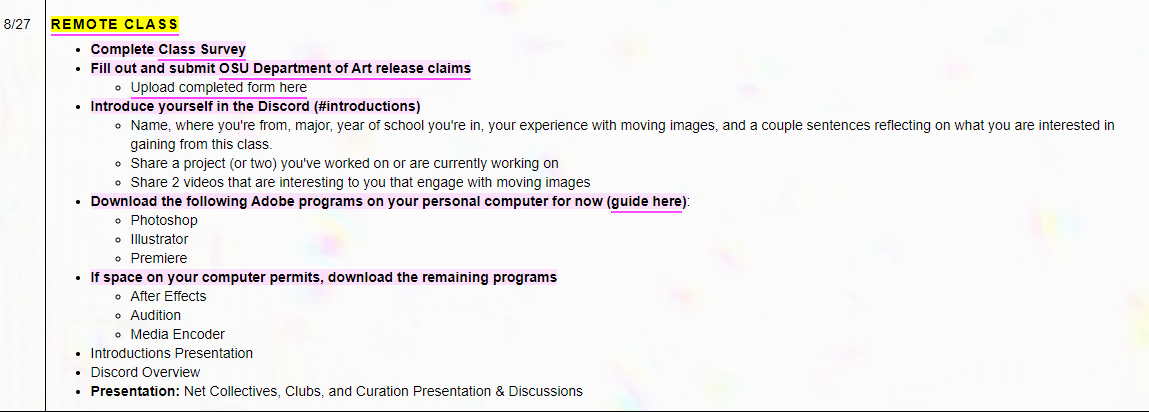 8/27 REMOTE CLASS
• Complete Class Survey
• Fill out and submit OSU Department of Art release claims
◦ Upload completed form here
• Introduce yourself in the Discord (#introductions)
◦ Name, where you're from, major, year of school you're in, your experience with moving images, and a couple sentences reflecting on what you are interested in
gaining from this class.
◦ Share a project (or two) you've worked on or are currently working on
◦ Share 2 videos that are interesting to you that engage with moving images
• Download the following Adobe programs on your personal computer for now (guide here):
◦ Photoshop
◦ Illustrator
◦ Premiere
• If space on your computer permits, download the remaining programs
◦ After Effects
◦ Audition
◦ Media Encoder
• Introductions Presentation
• Discord Overview
• Presentation: Net Collectives, Clubs, and Curation Presentation & Discussions